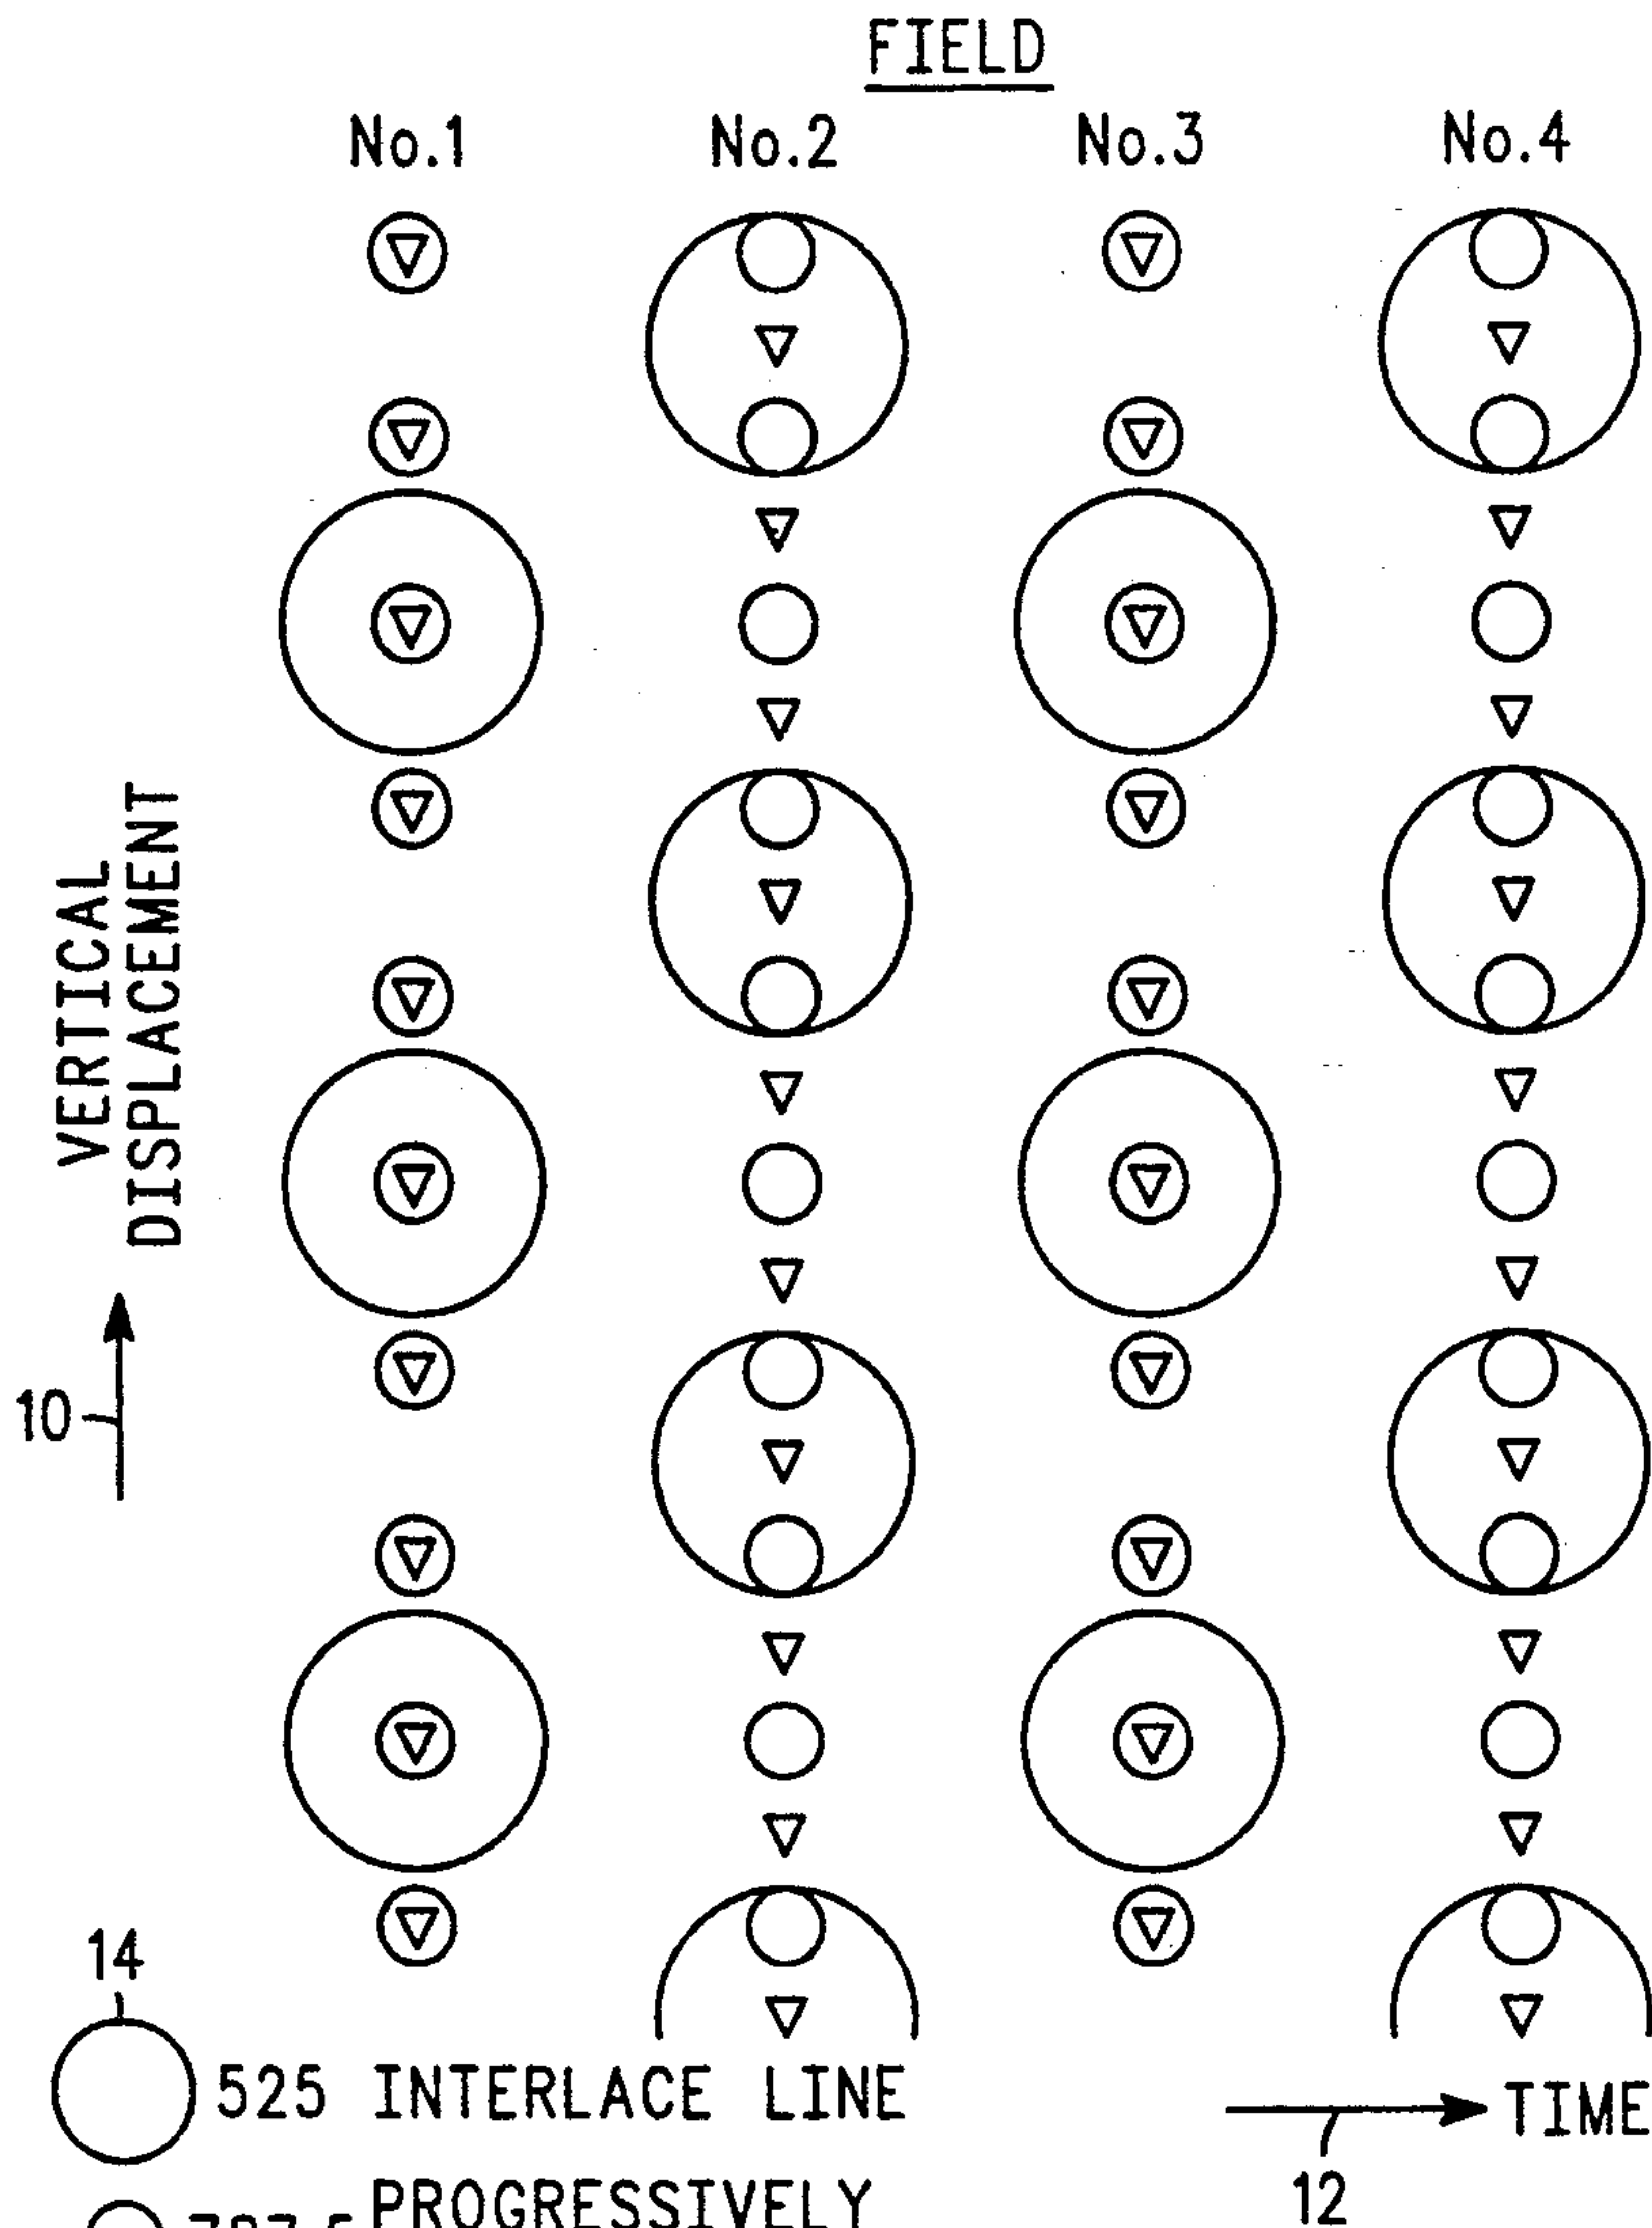 FIELD
No.1 No.2 No.3 No.4
VERTICAL
DISPLACEMENT
10
14
525 INTERLACE LINE
TIME
12
PROGRESSIVELY